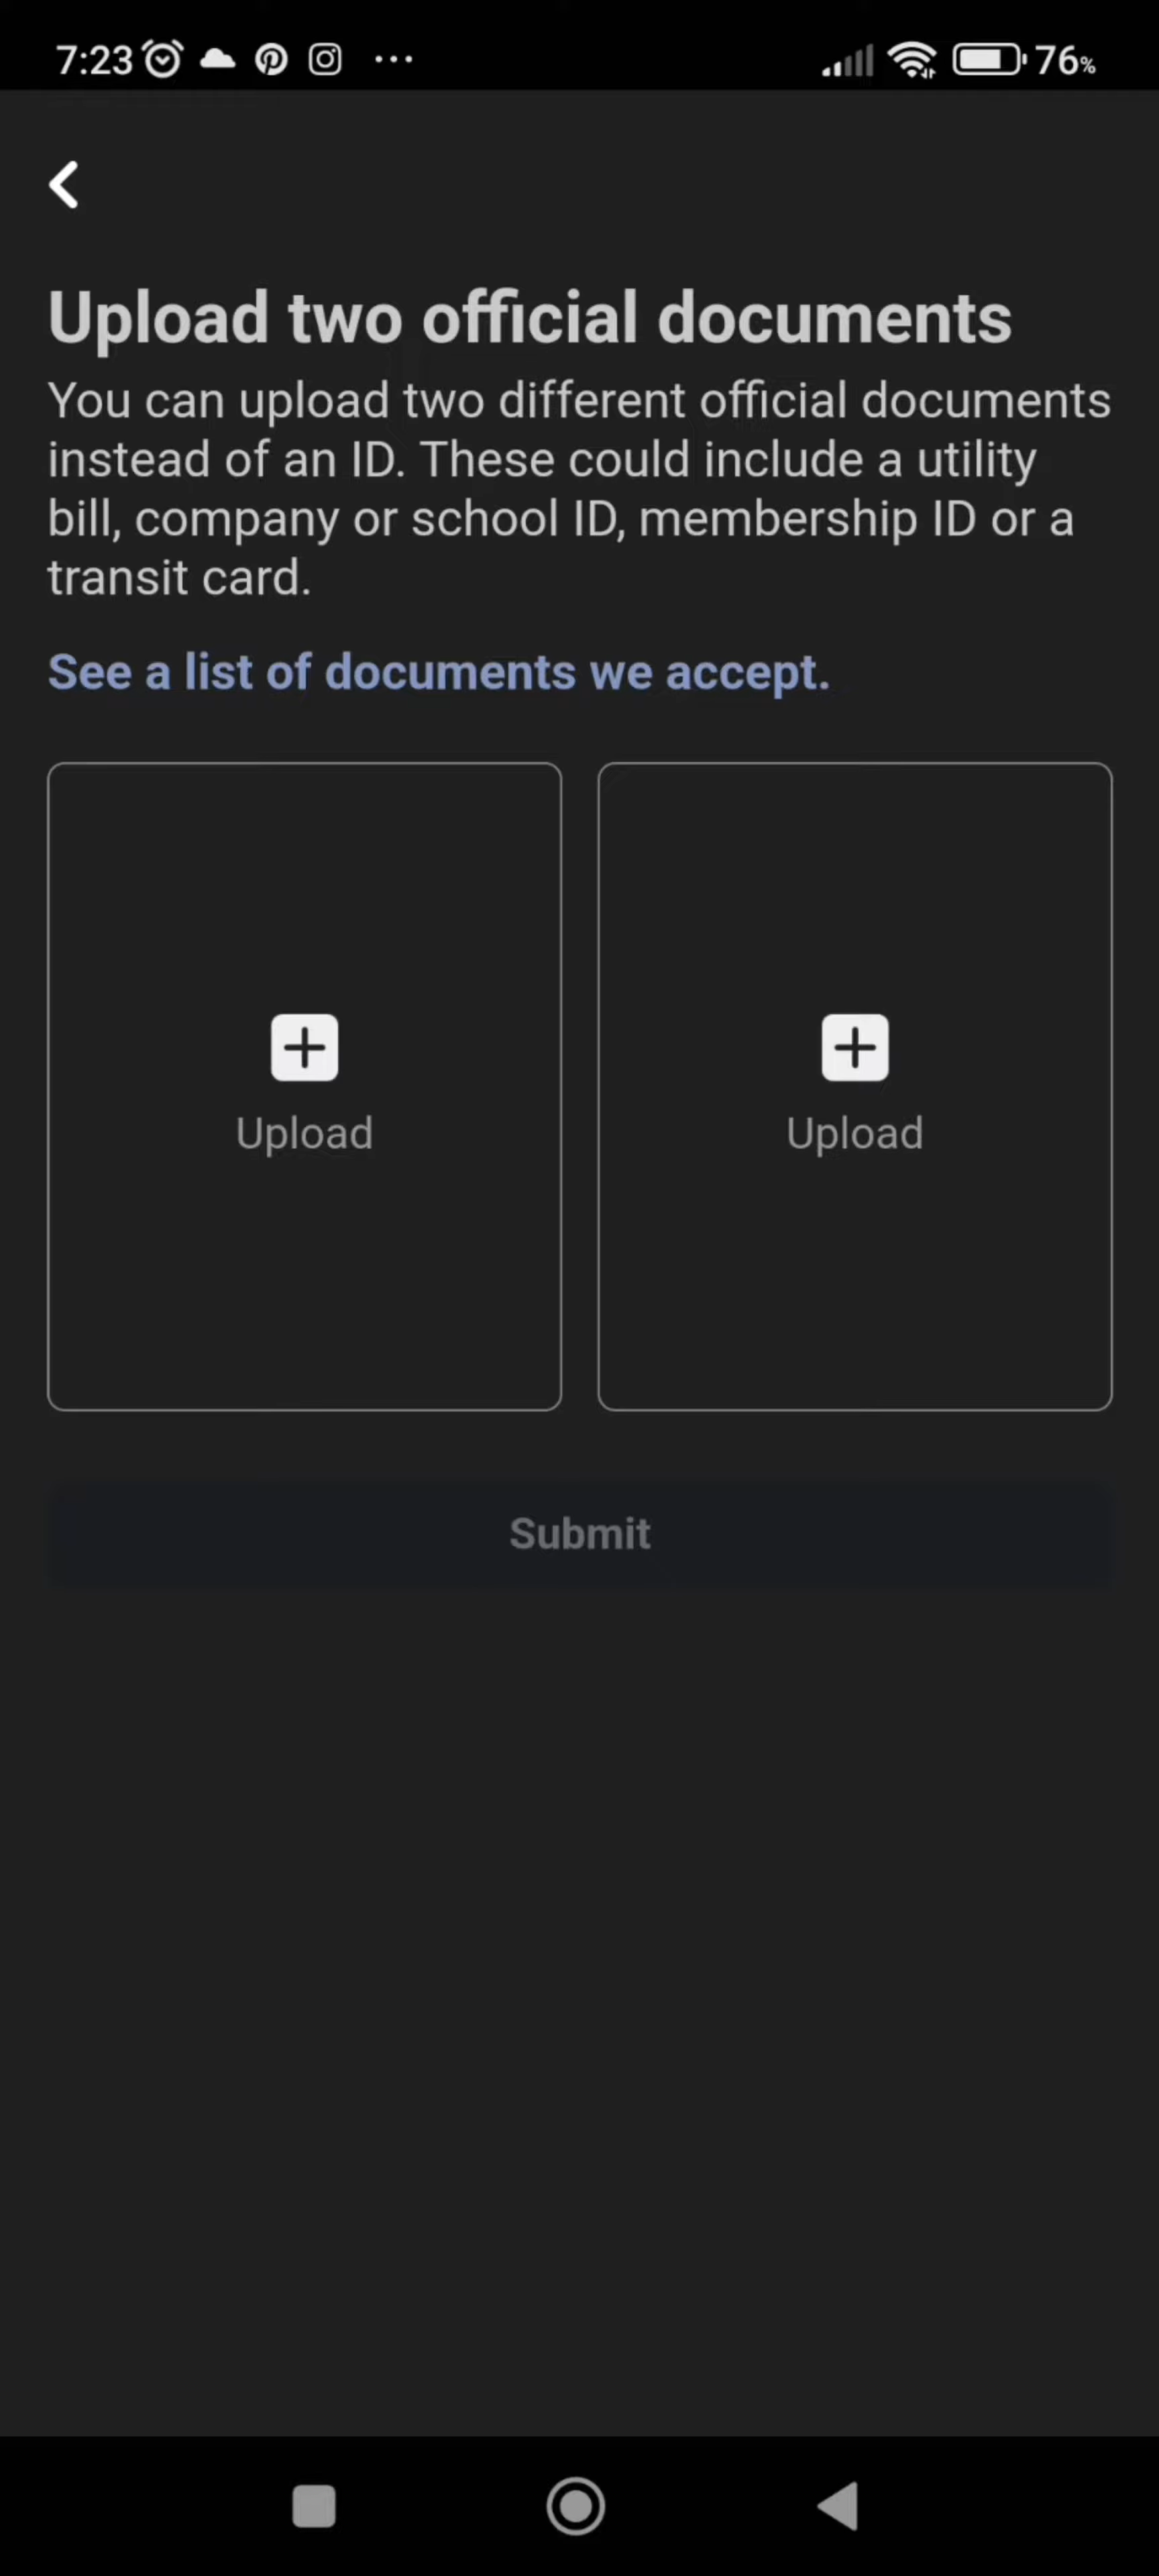 7:23 ... 76%
Upload two official documents
You can upload two different official documents
instead of an ID. These could include a utility
bill, company or school ID, membership ID or a
transit card.
See a list of documents we accept.
Upload Upload
Submit